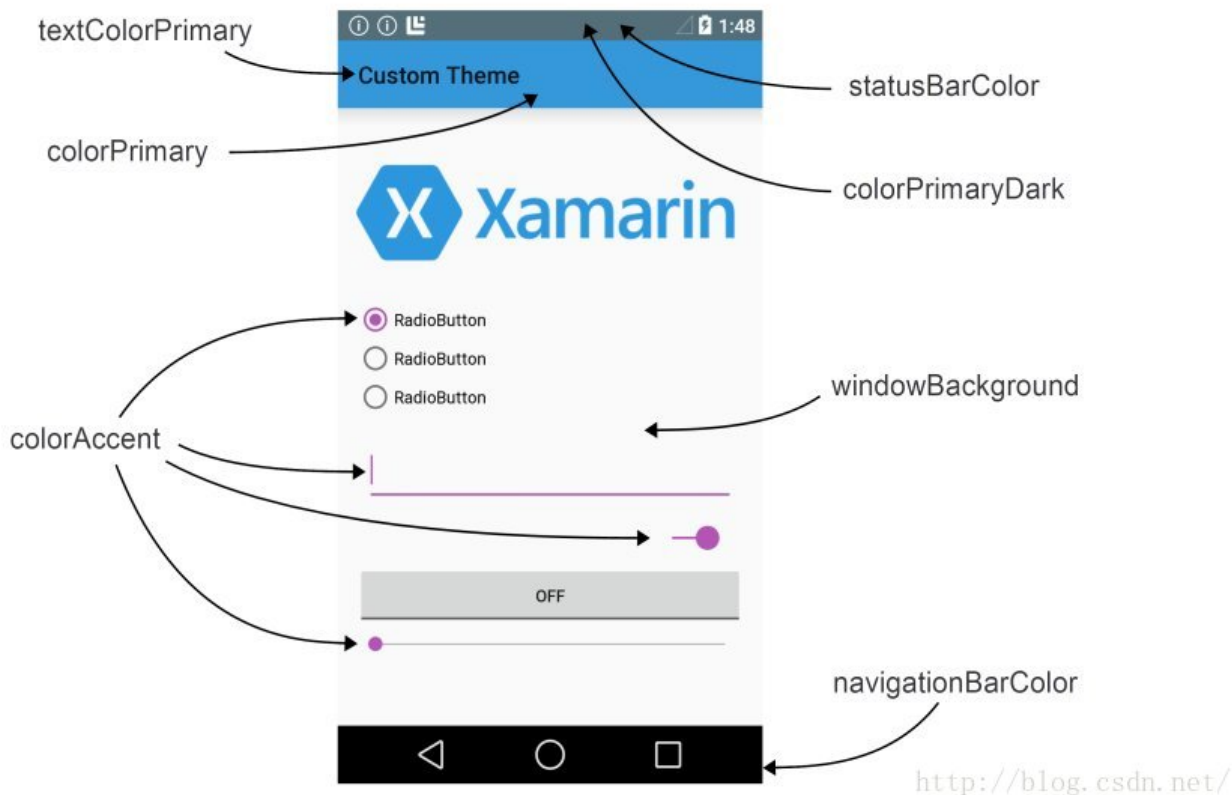 textColorPrimary
1:48
Custom Theme
statusBarColor
colorPrimary
colorPrimaryDark
X Xamarin
RadioButton
RadioButton
RadioButton
windowBackground
colorAccent
OFF
navigationBarColor
http://blog.csdn.net/